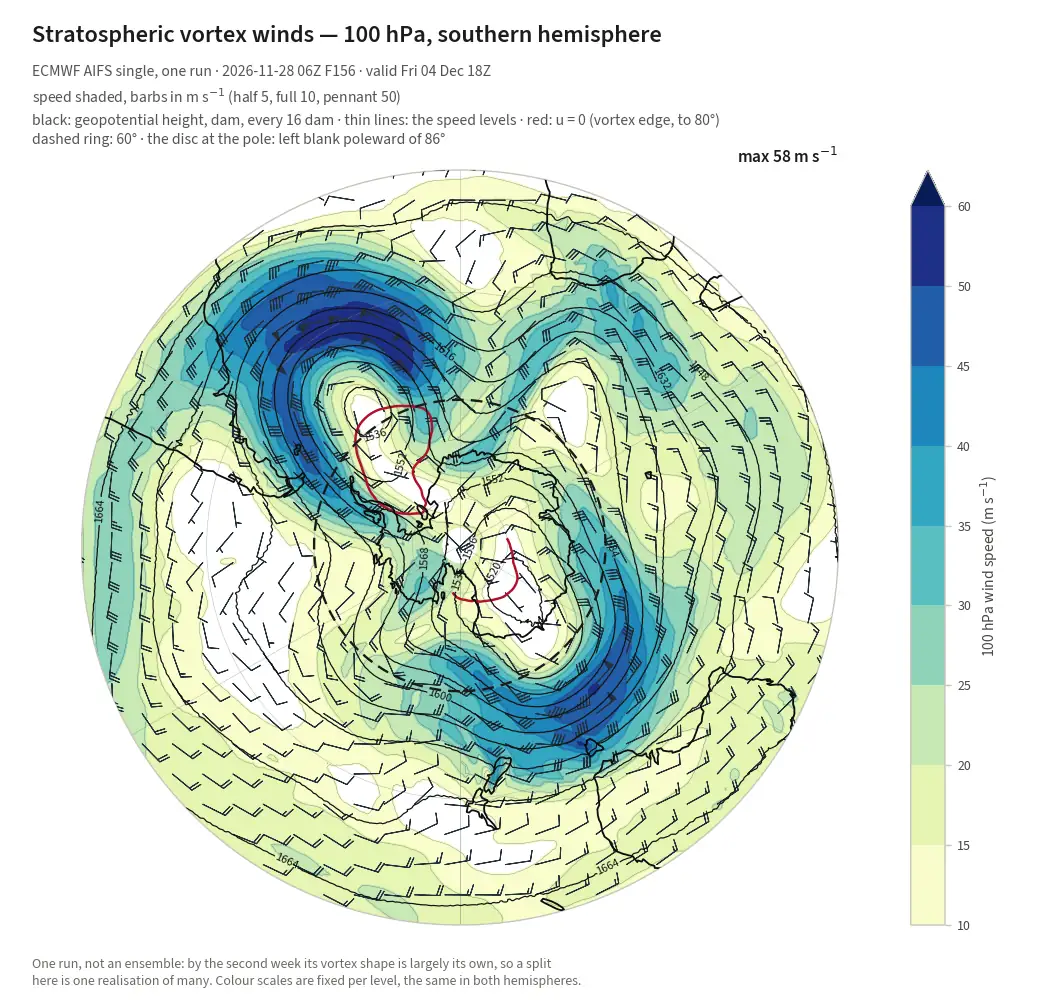 Stratospheric vortex winds — 100 hPa, southern hemisphere
ECMWF AIFS single, one run · 2026-11-28 06Z F156 · valid Fri 04 Dec 18Z
speed shaded, barbs in m s⁻¹ (half 5, full 10, pennant 50)
black: geopotential height, dam, every 16 dam · thin lines: the speed levels · red: u = 0 (vortex edge, to 80°)
dashed ring: 60° · the disc at the pole: left blank poleward of 86°
max 58 m s⁻¹
60
50
45
40
35
30
25
20
15
10
100 hPa wind speed (m s⁻¹)
1616
1648
1632
1536
1552
1552
1664
1568
1536
1520
1584
1600
1664
1664
One run, not an ensemble: by the second week its vortex shape is largely its own, so a split
here is one realisation of many. Colour scales are fixed per level, the same in both hemispheres.